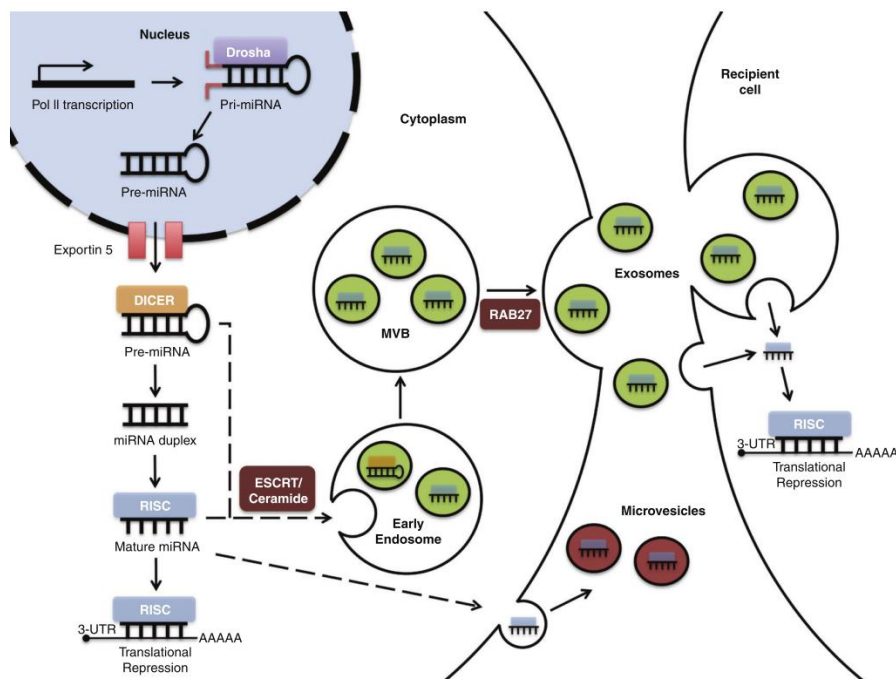 Nucleus
Drosha
Pol II transcription
Pri-miRNA
Pre-miRNA
Exportin 5
DICER
Pre-miRNA
miRNA duplex
RISC
Mature miRNA
RISC
3-UTR
AAAAA
Translational
Repression
Cytoplasm
MVB
RAB27
ESCRT/
Ceramide
Early
Endosome
Exosomes
Microvesicles
Recipient
cell
RISC
3-UTR
AAAAA
Translational
Repression